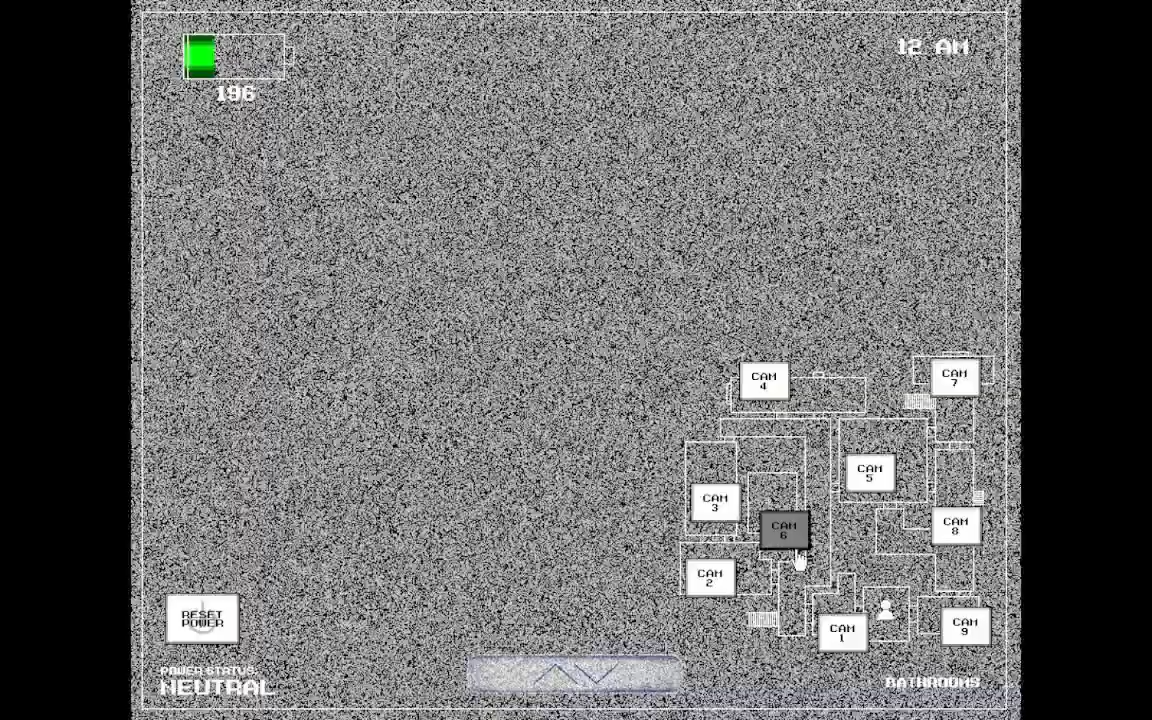 12 AM
196
CAM
4
CAM
7
CAM
5
CAM
3
CAM
6
CAM
8
CAM
2
CAM
1
CAM
9
RESET
POWER
POWER STATUS:
NEUTRAL
BATHROOMS